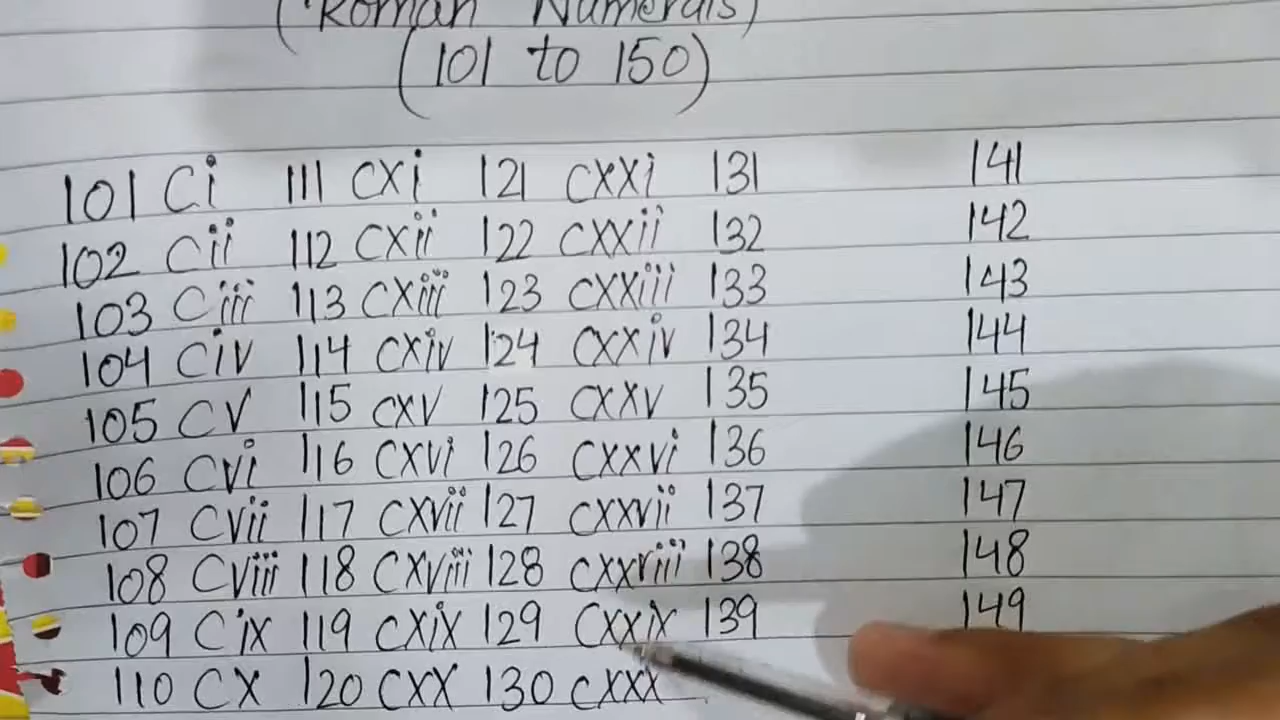 (Roman Numerals)
(101 to 150)
101 Ci 111 CXi 121 CXXi 131 141
102 Cii 112 CXii 122 CXXii 132 142
103 Ciii 113 CXiii 123 CXXiii 133 143
104 Civ 114 CXiv 124 CXXiv 134 144
105 CV 115 CXV 125 CXXV 135 145
106 CVi 116 CXVi 126 CXXVi 136 146
107 CVii 117 CXVii 127 CXXVii 137 147
108 CViii 118 CXViii 128 CXXViii 138 148
109 CiX 119 CXiX 129 CXXiX 139 149
110 CX 120 CXX 130 CXXX